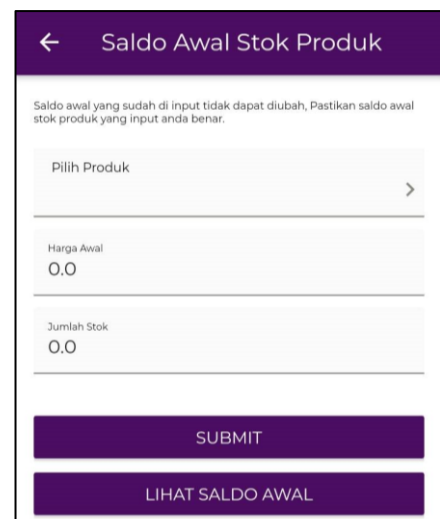 Saldo Awal Stok Produk
Saldo awal yang sudah di input tidak dapat diubah, Pastikan saldo awal
stok produk yang input anda benar.
Pilih Produk
Harga Awal
0.0
Jumlah Stok
0.0
SUBMIT
LIHAT SALDO AWAL